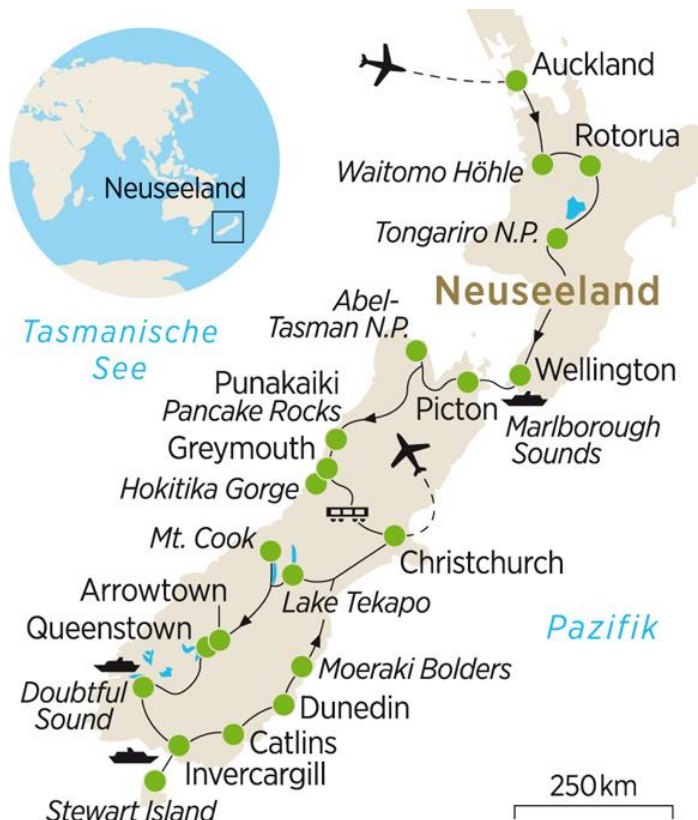 Auckland
Rotorua
Waitomo Höhle
Neuseeland
Tongariro N.P.
Neuseeland
Abel-
Tasman N.P.
Tasmanische
See
Wellington
Punakaiki
Pancake Rocks
Picton
Marlborough
Sounds
Greymouth
Hokitika Gorge
Mt. Cook
Christchurch
Arrowtown
Lake Tekapo
Queenstown
Pazifik
Moeraki Bolders
Doubtful
Sound
Dunedin
Catlins
Invercargill
250 km
Stewart Island